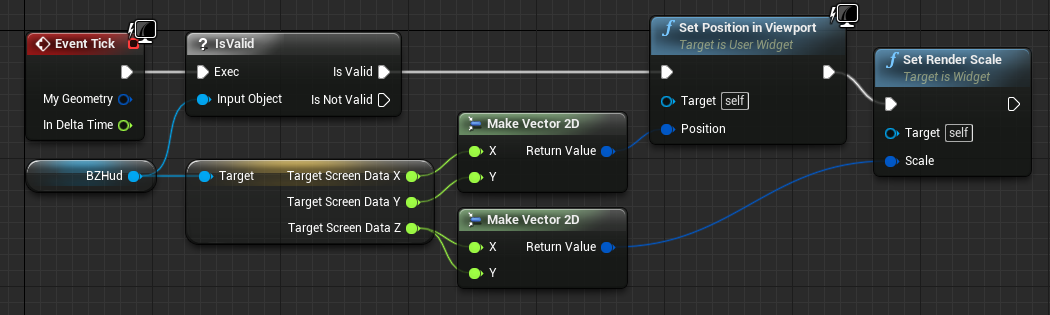 Event Tick
My Geometry
In Delta Time
? IsValid
Exec
Is Valid
Input Object
Is Not Valid
BZHud
Target
Target Screen Data X
Target Screen Data Y
Target Screen Data Z
Make Vector 2D
X
Return Value
Y
Make Vector 2D
X
Return Value
Y
f Set Position in Viewport
Target is User Widget
Target self
Position
f Set Render Scale
Target is Widget
Target self
Scale